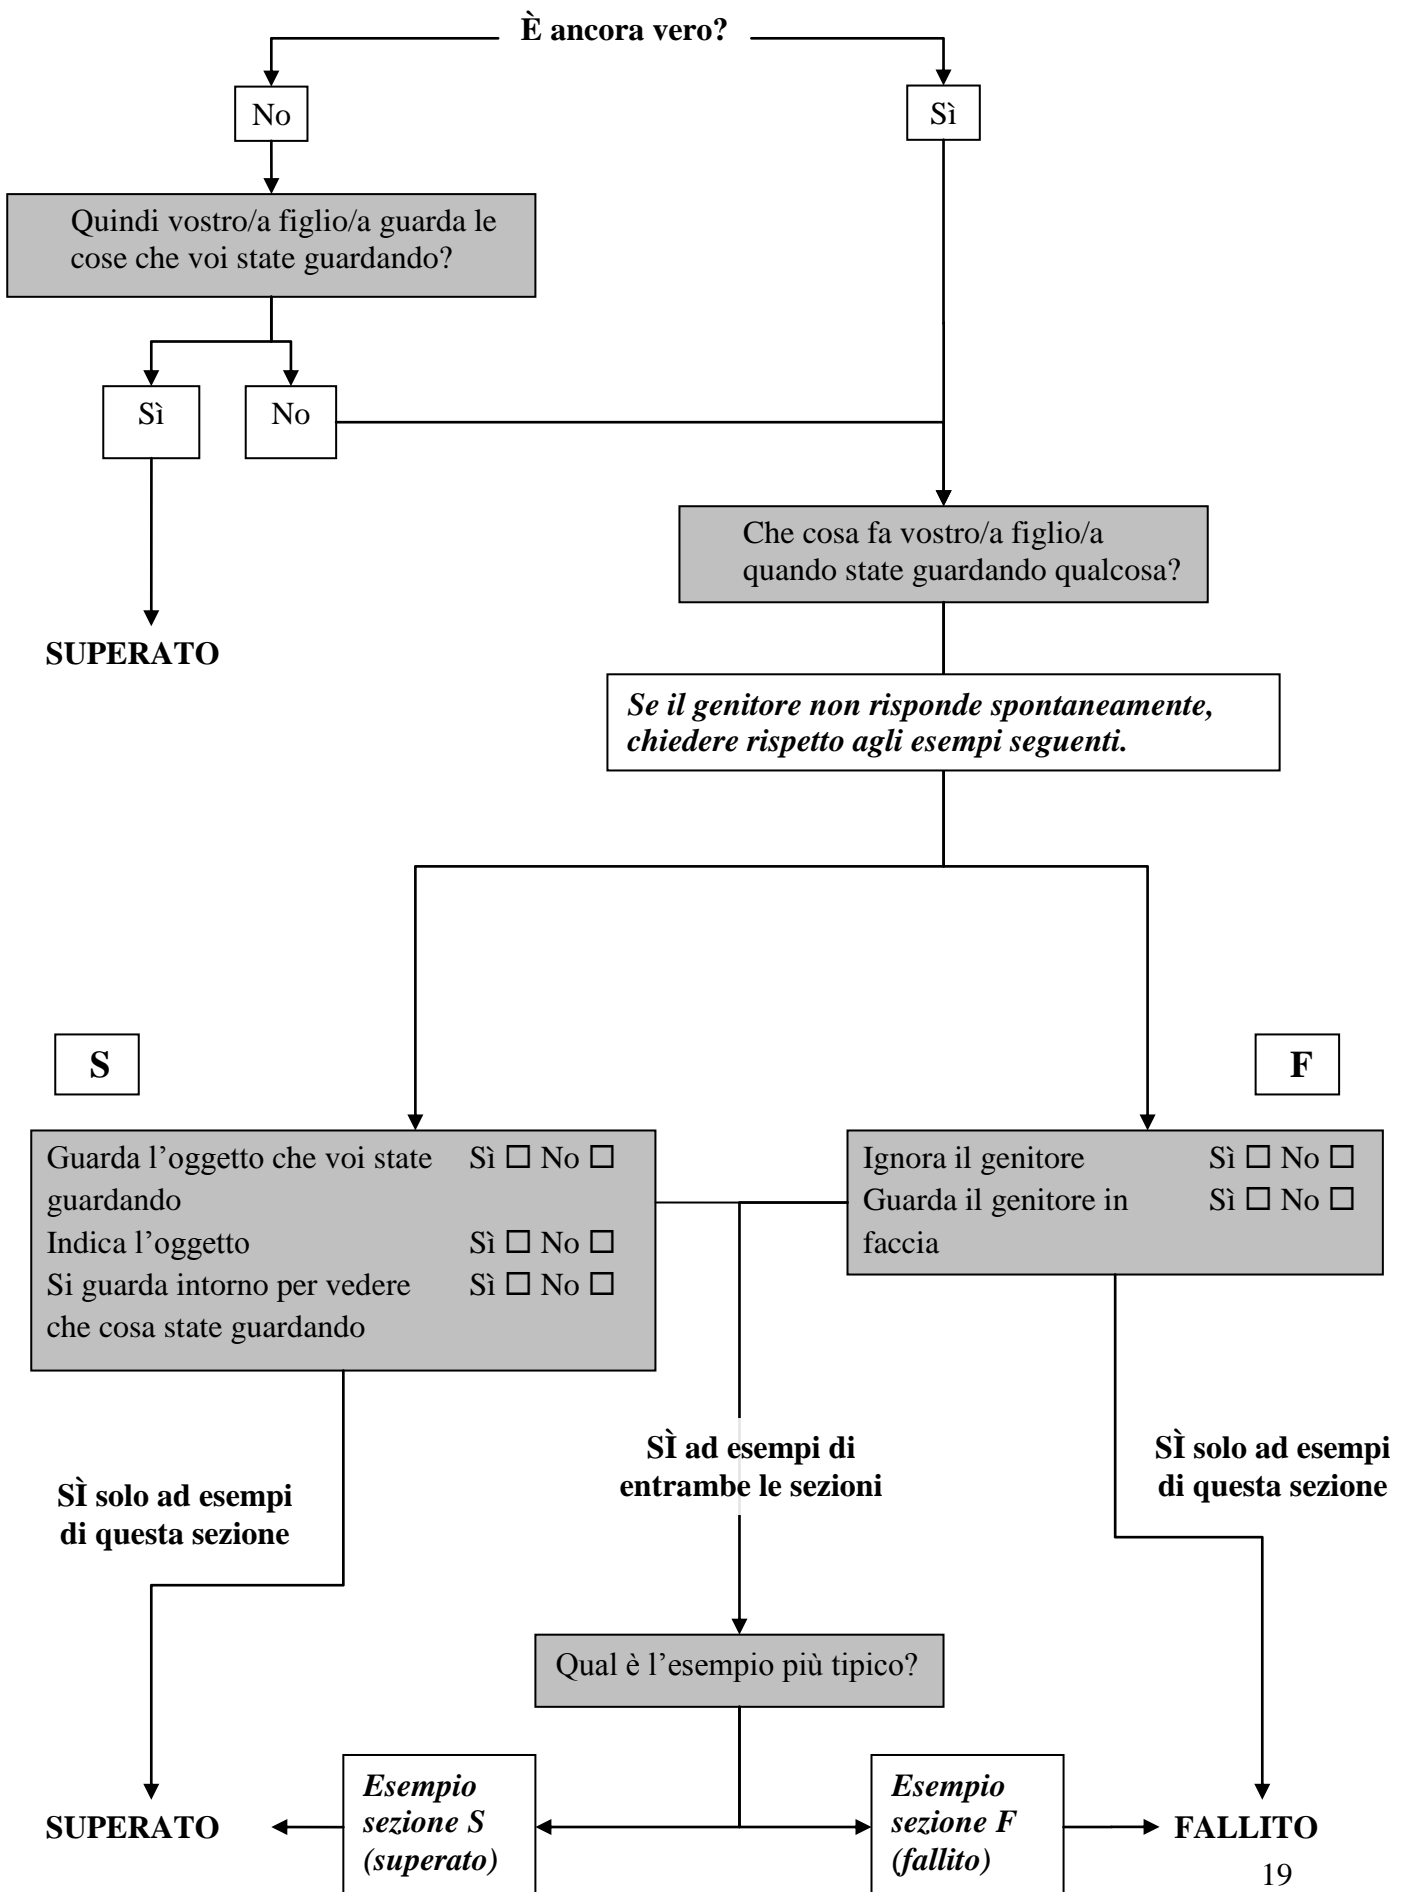 È ancora vero?
No
Sì
Quindi vostro/a figlio/a guarda le
cose che voi state guardando?
Sì
No
Che cosa fa vostro/a figlio/a
quando state guardando qualcosa?
SUPERATO
Se il genitore non risponde spontaneamente,
chiedere rispetto agli esempi seguenti.
S
F
Guarda l’oggetto che voi state Sì □ No □
guardando
Indica l’oggetto Sì □ No □
Si guarda intorno per vedere Sì □ No □
che cosa state guardando
Ignora il genitore Sì □ No □
Guarda il genitore in Sì □ No □
faccia
SÌ solo ad esempi
di questa sezione
SÌ ad esempi di
entrambe le sezioni
SÌ solo ad esempi
di questa sezione
Qual è l’esempio più tipico?
SUPERATO
Esempio
sezione S
(superato)
Esempio
sezione F
(fallito)
FALLITO
19